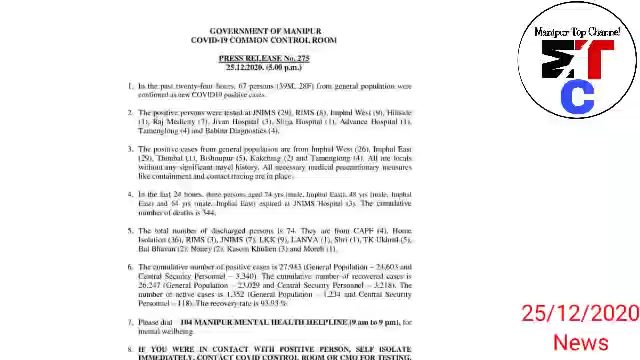 GOVERNMENT OF MANIPUR
COVID-19 COMMON CONTROL ROOM
PRESS RELEASE No. 275
25.12.2020. (5.00 p.m.)
1. In the past twenty-four hours, 67 persons (39M, 28F) from general population were
confirmed as new COVID19 positive cases.
2. The positive persons were tested at JNIMS (29), RIMS (8), Imphal West (9), Hillside
(1), Raj Medicity (7), Jivan Hospital (3), Shija Hospital (1), Advance Hospital (1),
Tamenglong (4) and Babina Diagnostics (4).
3. The positive cases from general population are from Imphal West (26), Imphal East
(29), Thoubal (1), Bishnupur (5), Kakching (2) and Tamenglong (4). All are locals
without any significant travel history. All necessary medical precautionary measures
like containment and contact tracing are in place.
4. In the last 24 hours, three persons aged 74 yrs (male, Imphal East), 48 yrs (male, Imphal
East) and 64 yrs (male, Imphal East) expired at JNIMS Hospital (3). The cumulative
number of deaths is 344.
5. The total number of discharged persons is 74. They are from CAPF (4), Home
Isolation (36), RIMS (3), JNIMS (7), LKK (9), LANVA (1), Shri (1), TK Ukhrul (5),
Bal Bhavan (2), Noney (2), Kasom Khullen (3) and Moreh (1).
6. The cumulative number of positive cases is 27,943 (General Population – 24,603 and
Central Security Personnel – 3,340). The cumulative number of recovered cases is
26,247 (General Population – 23,029 and Central Security Personnel – 3,218). The
number of active cases is 1,352 (General Population – 1,234 and Central Security
Personnel – 118). The recovery rate is 93.93 %.
7. Please dial 104 MANIPUR MENTAL HEALTH HELPLINE (9 am to 9 pm), for
mental wellbeing.
8. IF YOU WERE IN CONTACT WITH POSITIVE PERSON, SELF ISOLATE
IMMEDIATELY, CONTACT COVID CONTROL ROOM OR CMO FOR TESTING.
Manipur Top Channel
MTC
25/12/2020
News